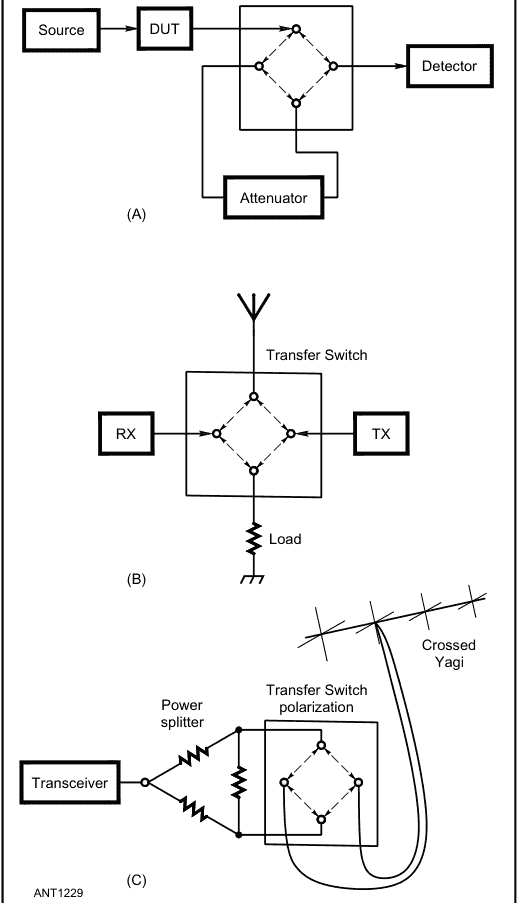 Source
DUT
Detector
Attenuator
(A)
Transfer Switch
RX
TX
Load
(B)
Crossed
Yagi
Power
splitter
Transfer Switch
polarization
Transceiver
(C)
ANT1229